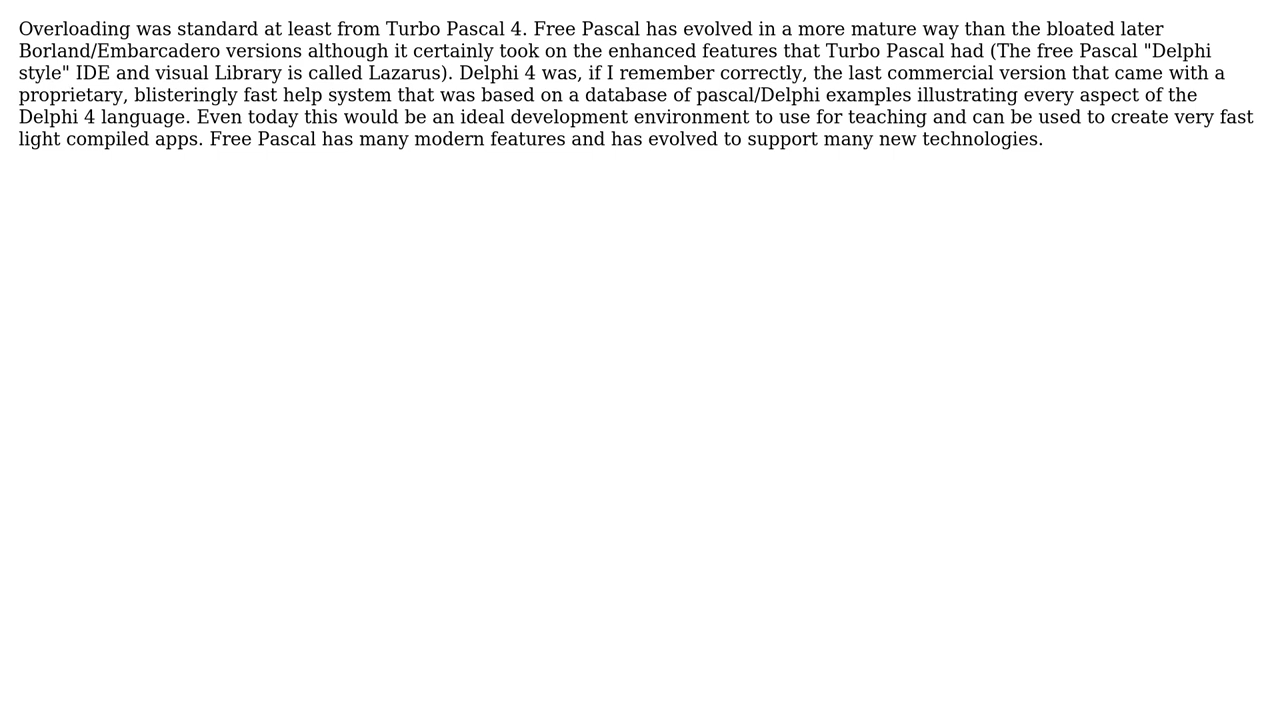 Overloading was standard at least from Turbo Pascal 4. Free Pascal has evolved in a more mature way than the bloated later
Borland/Embarcadero versions although it certainly took on the enhanced features that Turbo Pascal had (The free Pascal "Delphi
style" IDE and visual Library is called Lazarus). Delphi 4 was, if I remember correctly, the last commercial version that came with a
proprietary, blisteringly fast help system that was based on a database of pascal/Delphi examples illustrating every aspect of the
Delphi 4 language. Even today this would be an ideal development environment to use for teaching and can be used to create very fast
light compiled apps. Free Pascal has many modern features and has evolved to support many new technologies.